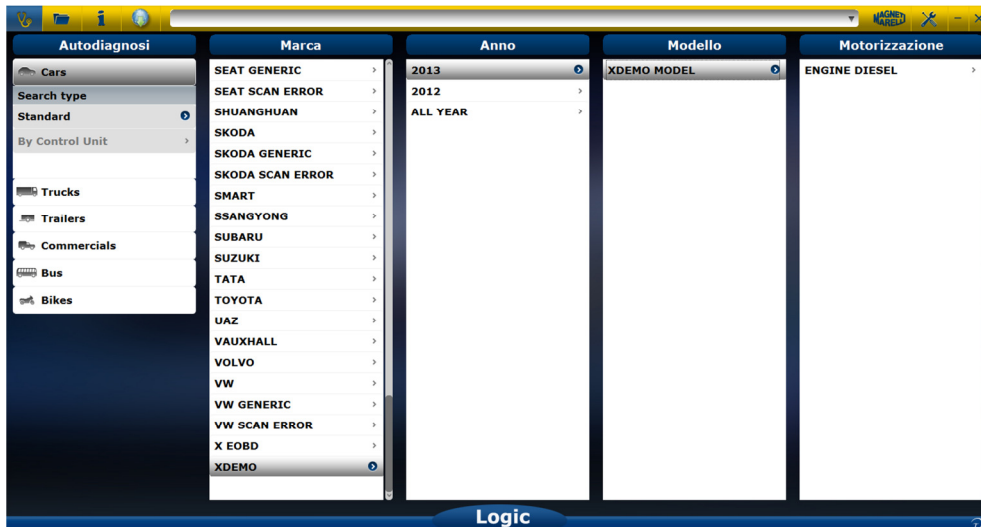 MAGNETI
MARELLI
Autodiagnosi
Cars
Search type
Standard
By Control Unit
Trucks
Trailers
Commercials
Bus
Bikes
Marca
SEAT GENERIC
SEAT SCAN ERROR
SHUANGHUAN
SKODA
SKODA GENERIC
SKODA SCAN ERROR
SMART
SSANGYONG
SUBARU
SUZUKI
TATA
TOYOTA
UAZ
VAUXHALL
VOLVO
VW
VW GENERIC
VW SCAN ERROR
X EOBD
XDEMO
Anno
2013
2012
ALL YEAR
Modello
XDEMO MODEL
Motorizzazione
ENGINE DIESEL
Logic